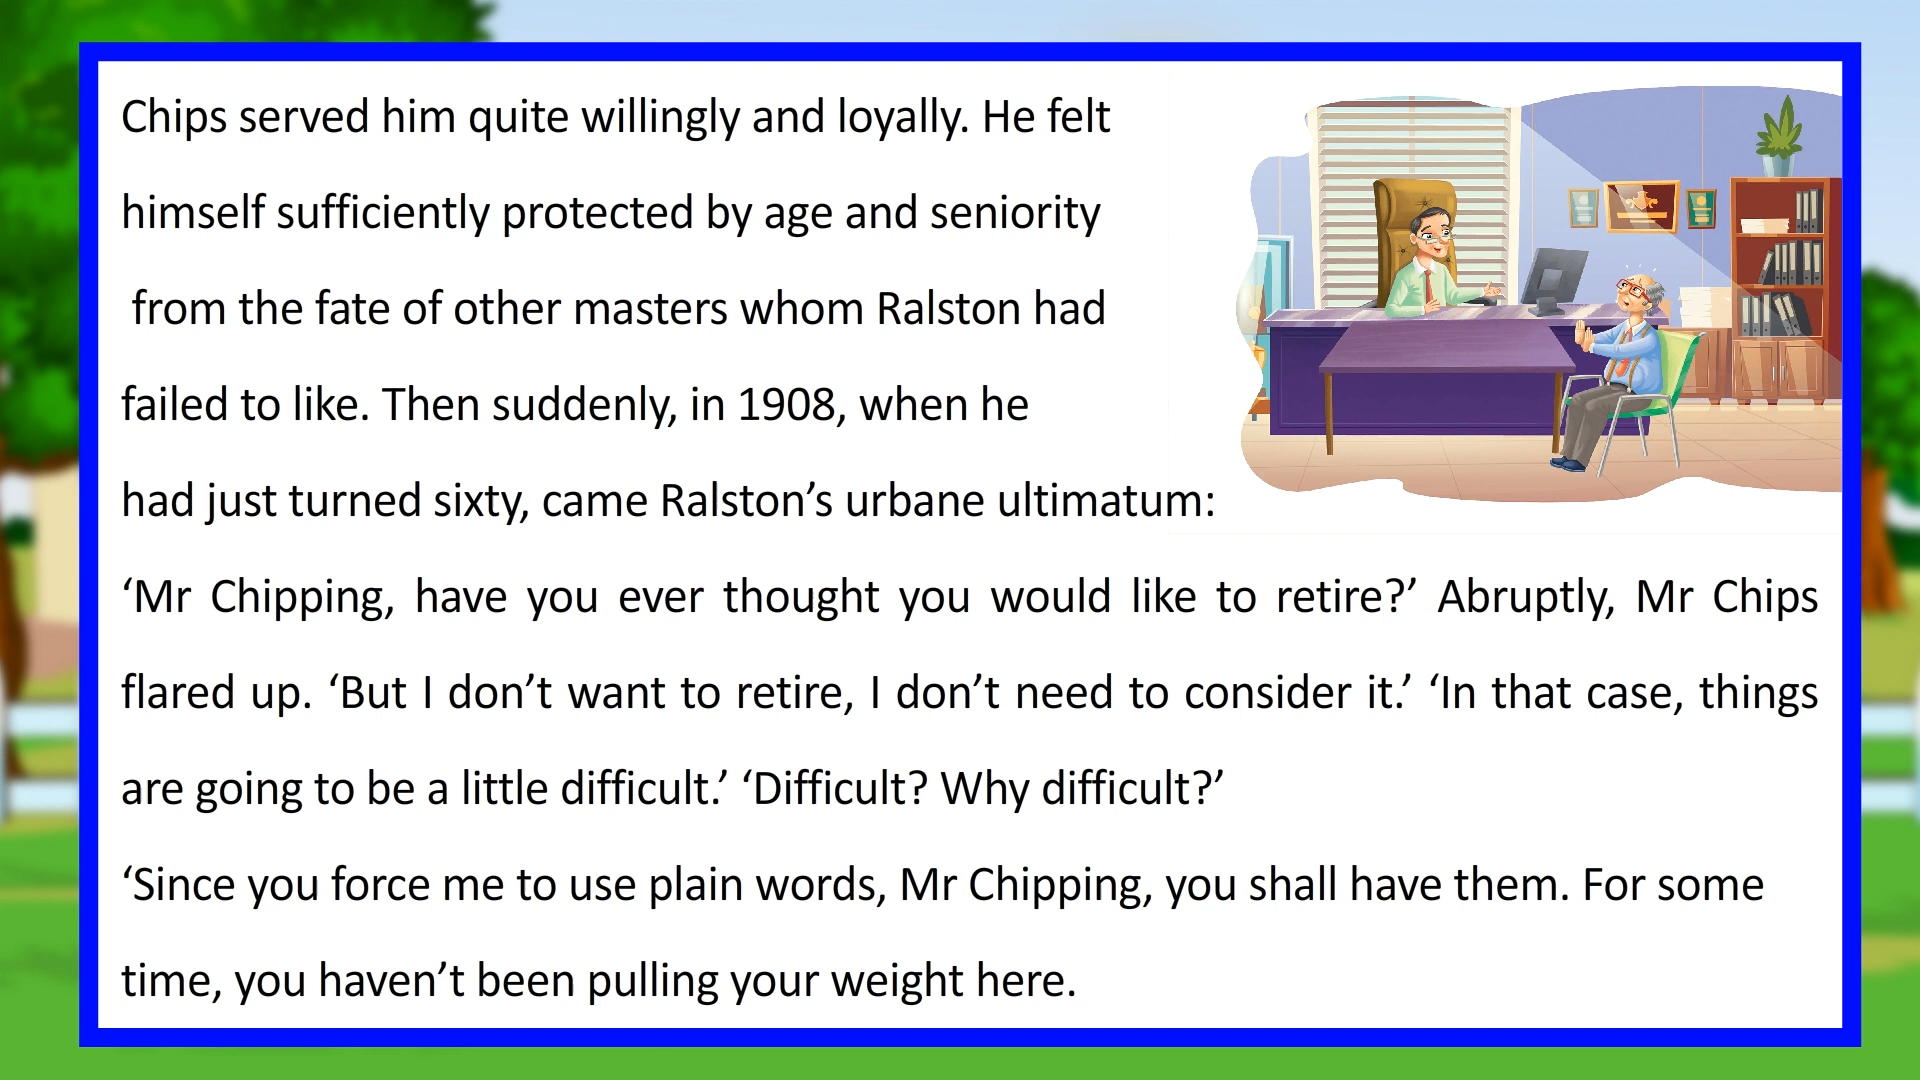 Chips served him quite willingly and loyally. He felt
himself sufficiently protected by age and seniority
from the fate of other masters whom Ralston had
failed to like. Then suddenly, in 1908, when he
had just turned sixty, came Ralston’s urbane ultimatum:
‘Mr Chipping, have you ever thought you would like to retire?’ Abruptly, Mr Chips
flared up. ‘But I don’t want to retire, I don’t need to consider it.’ ‘In that case, things
are going to be a little difficult.’ ‘Difficult? Why difficult?’
‘Since you force me to use plain words, Mr Chipping, you shall have them. For some
time, you haven’t been pulling your weight here.